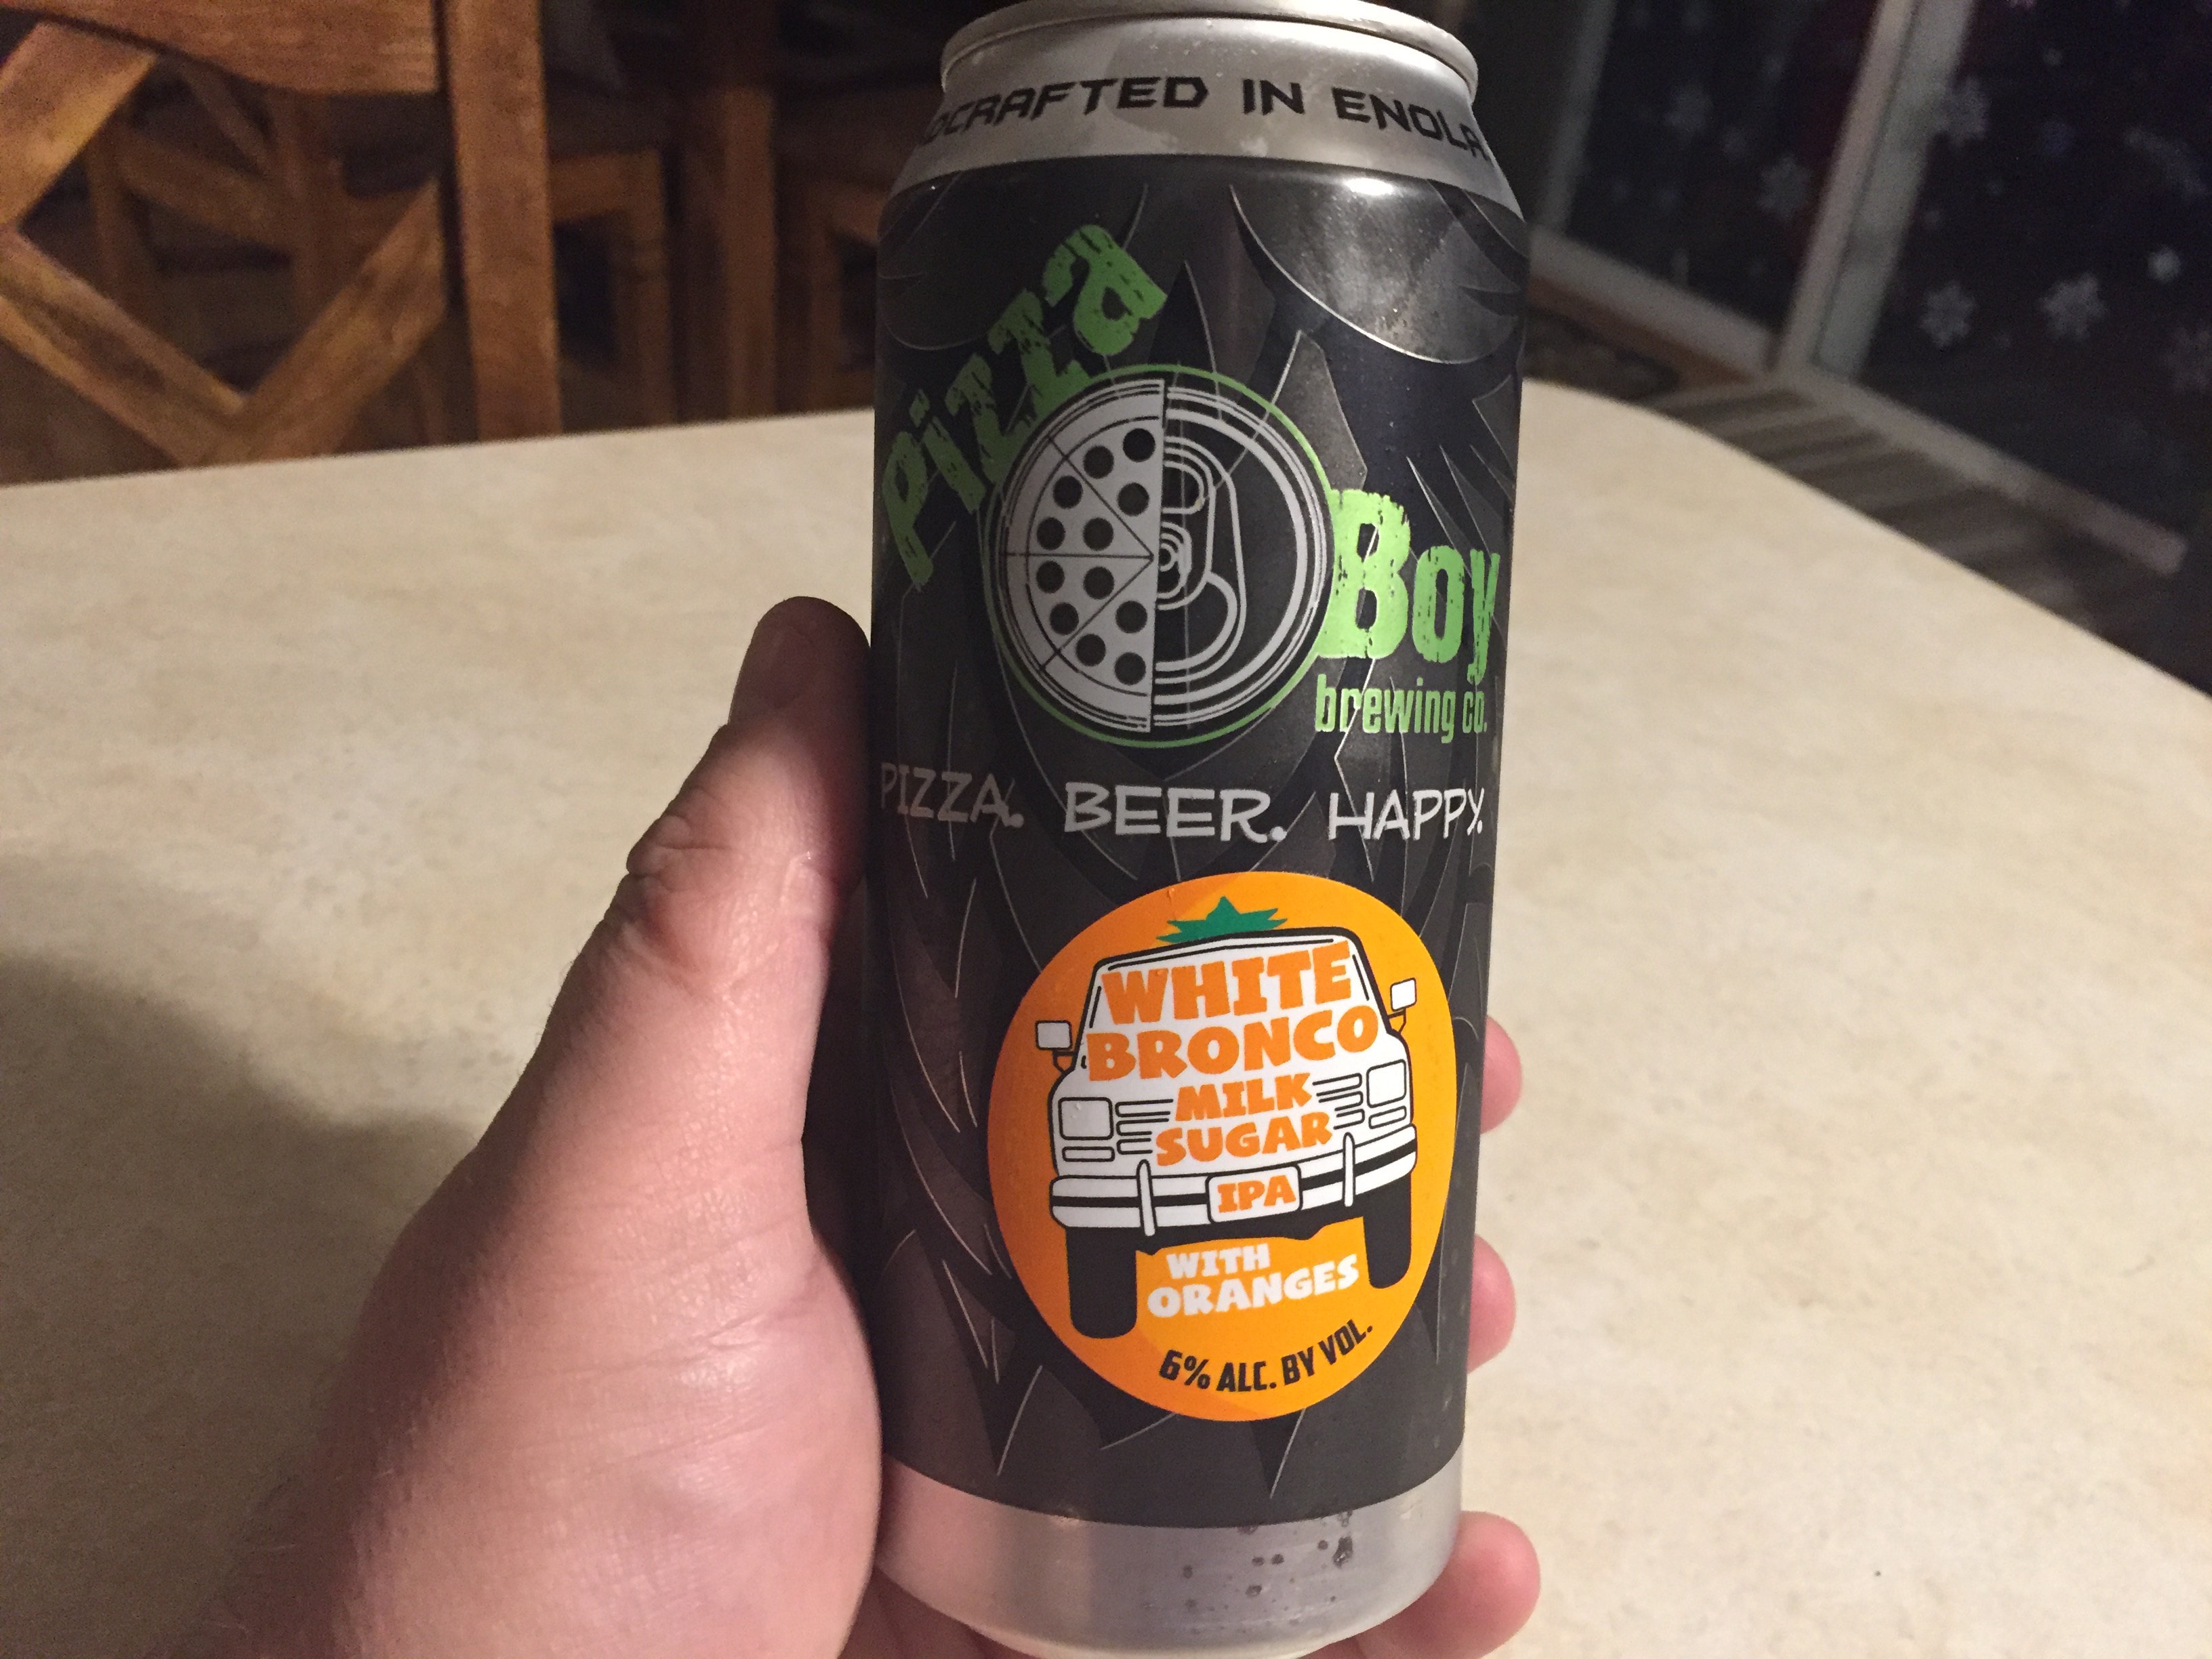 DCRAFTED IN ENOLA
Pizza
Boy
brewing co.
PIZZA. BEER. HAPPY.
WHITE
BRONCO
MILK
SUGAR
IPA
WITH
ORANGES
6% ALC. BY VOL.